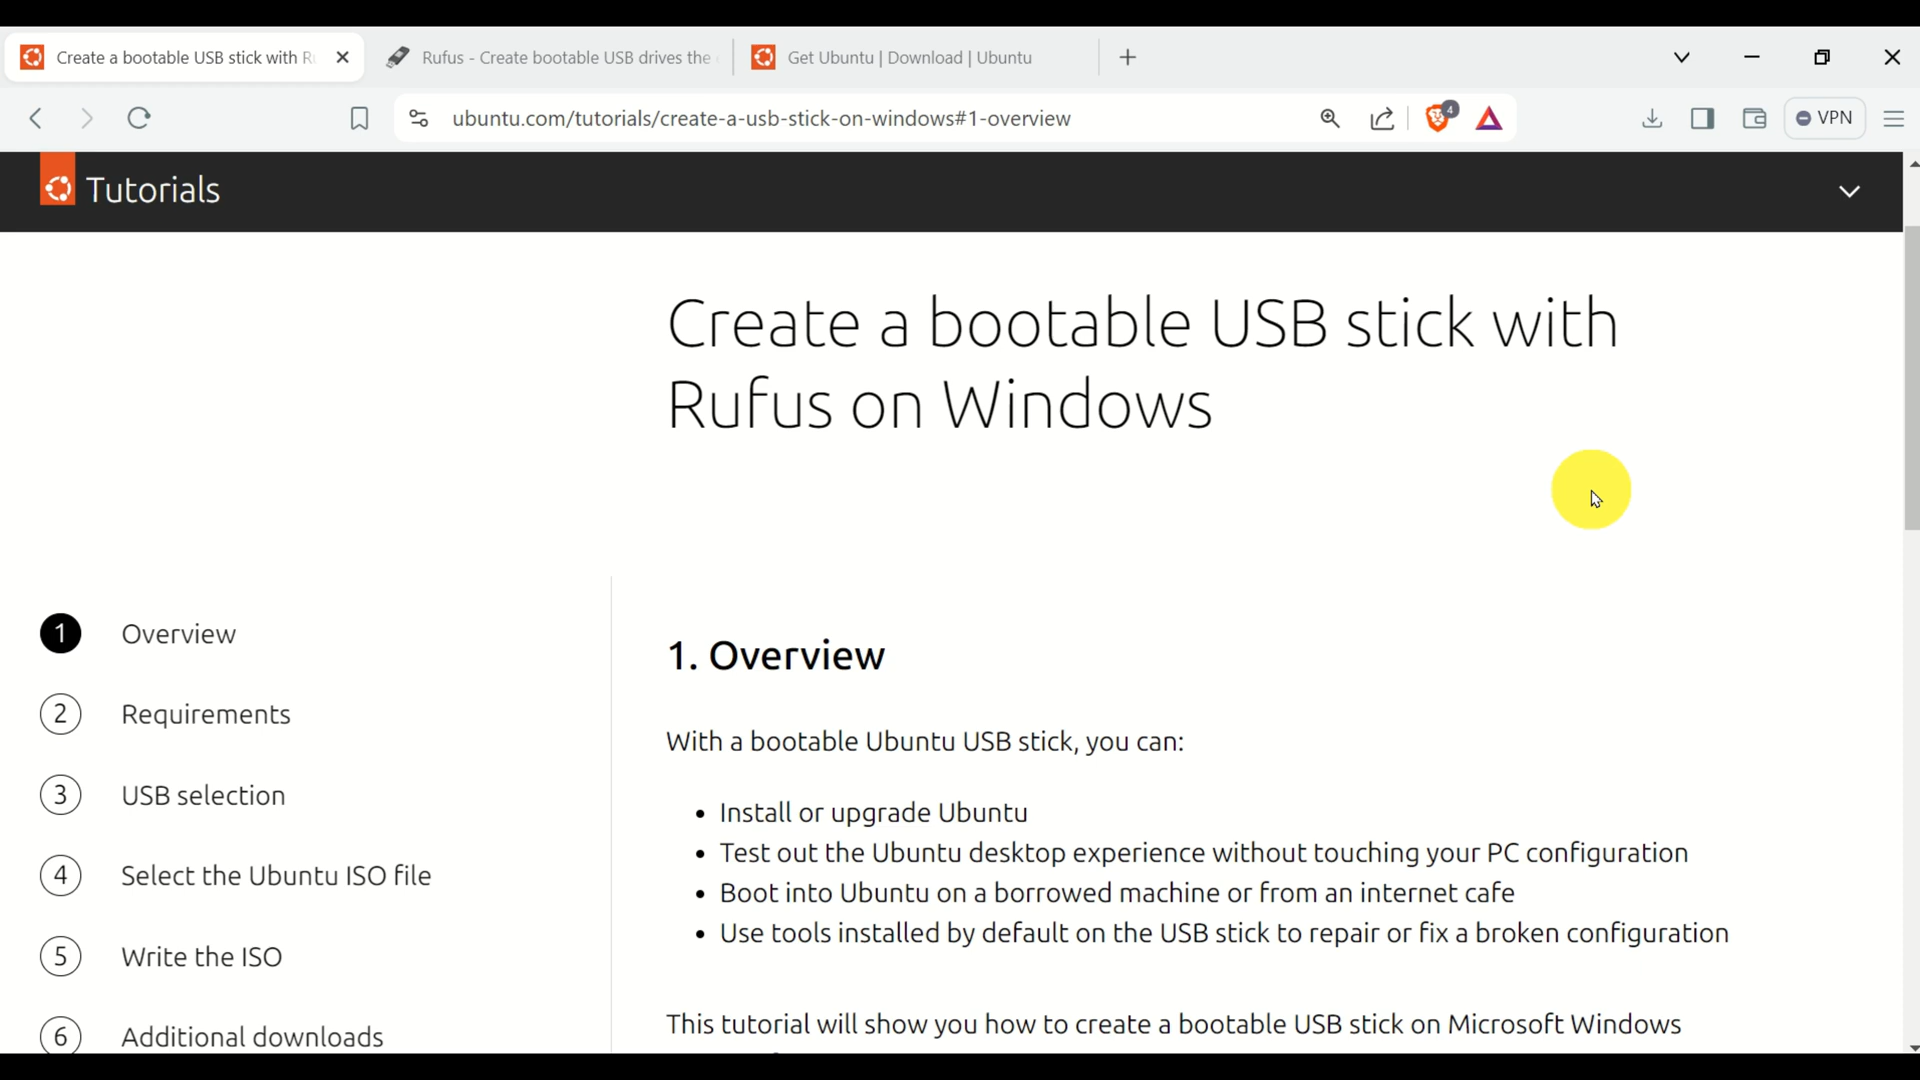 Create a bootable USB stick with R
Rufus - Create bootable USB drives the
Get Ubuntu | Download | Ubuntu
ubuntu.com/tutorials/create-a-usb-stick-on-windows#1-overview
4
VPN
Tutorials
Create a bootable USB stick with
Rufus on Windows
1 Overview
2 Requirements
3 USB selection
4 Select the Ubuntu ISO file
5 Write the ISO
6 Additional downloads
1. Overview
With a bootable Ubuntu USB stick, you can:
• Install or upgrade Ubuntu
• Test out the Ubuntu desktop experience without touching your PC configuration
• Boot into Ubuntu on a borrowed machine or from an internet cafe
• Use tools installed by default on the USB stick to repair or fix a broken configuration
This tutorial will show you how to create a bootable USB stick on Microsoft Windows